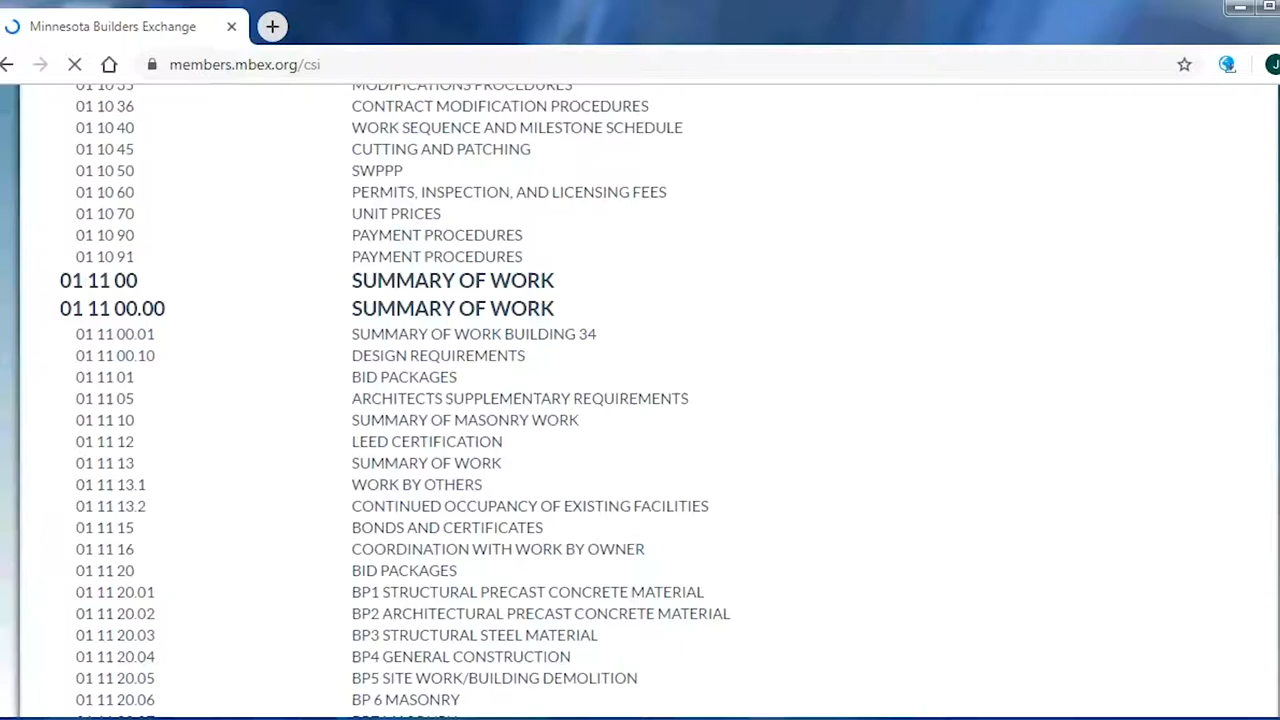 Minnesota Builders Exchange
members.mbex.org/csi
J
01 10 35 MODIFICATIONS PROCEDURES
01 10 36 CONTRACT MODIFICATION PROCEDURES
01 10 40 WORK SEQUENCE AND MILESTONE SCHEDULE
01 10 45 CUTTING AND PATCHING
01 10 50 SWPPP
01 10 60 PERMITS, INSPECTION, AND LICENSING FEES
01 10 70 UNIT PRICES
01 10 90 PAYMENT PROCEDURES
01 10 91 PAYMENT PROCEDURES
01 11 00 SUMMARY OF WORK
01 11 00.00 SUMMARY OF WORK
01 11 00.01 SUMMARY OF WORK BUILDING 34
01 11 00.10 DESIGN REQUIREMENTS
01 11 01 BID PACKAGES
01 11 05 ARCHITECTS SUPPLEMENTARY REQUIREMENTS
01 11 10 SUMMARY OF MASONRY WORK
01 11 12 LEED CERTIFICATION
01 11 13 SUMMARY OF WORK
01 11 13.1 WORK BY OTHERS
01 11 13.2 CONTINUED OCCUPANCY OF EXISTING FACILITIES
01 11 15 BONDS AND CERTIFICATES
01 11 16 COORDINATION WITH WORK BY OWNER
01 11 20 BID PACKAGES
01 11 20.01 BP1 STRUCTURAL PRECAST CONCRETE MATERIAL
01 11 20.02 BP2 ARCHITECTURAL PRECAST CONCRETE MATERIAL
01 11 20.03 BP3 STRUCTURAL STEEL MATERIAL
01 11 20.04 BP4 GENERAL CONSTRUCTION
01 11 20.05 BP5 SITE WORK/BUILDING DEMOLITION
01 11 20.06 BP 6 MASONRY